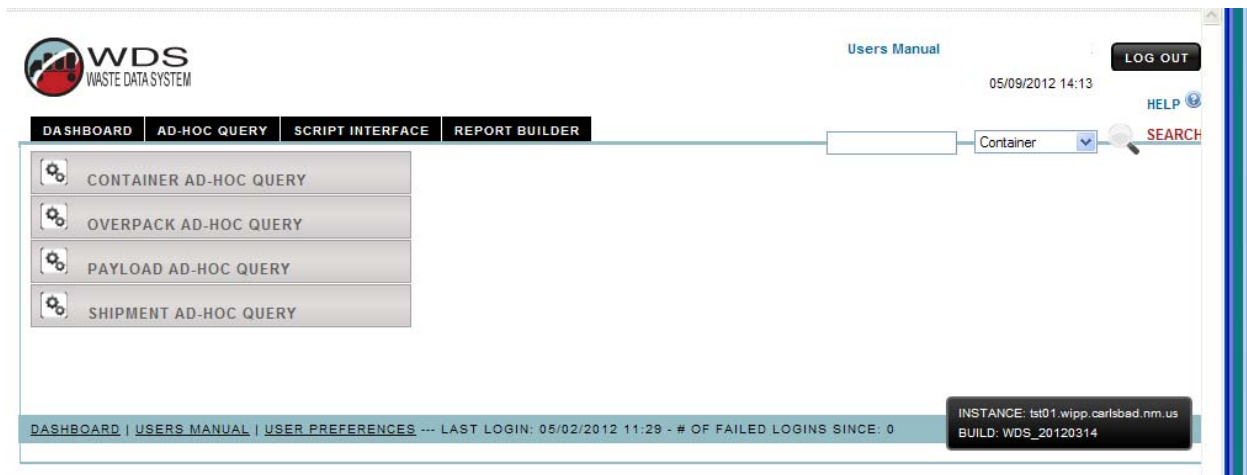 WDS
WASTE DATA SYSTEM
Users Manual
LOG OUT
05/09/2012 14:13
HELP
DASHBOARD AD-HOC QUERY SCRIPT INTERFACE REPORT BUILDER
Container
SEARCH
CONTAINER AD-HOC QUERY
OVERPACK AD-HOC QUERY
PAYLOAD AD-HOC QUERY
SHIPMENT AD-HOC QUERY
DASHBOARD | USERS MANUAL | USER PREFERENCES --- LAST LOGIN: 05/02/2012 11:29 - # OF FAILED LOGINS SINCE: 0
INSTANCE: tst01.wipp.carlsbad.nm.us
BUILD: WDS_20120314